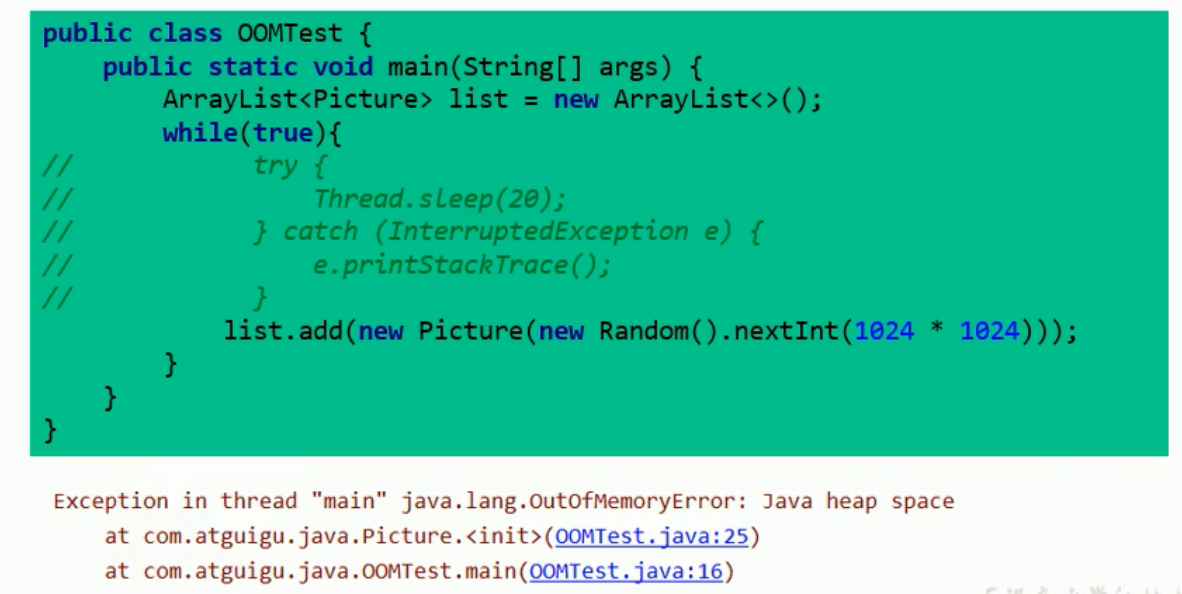 public class OOMTest {
    public static void main(String[] args) {
        ArrayList<Picture> list = new ArrayList<>();
        while(true){
//            try {
//                Thread.sleep(20);
//            } catch (InterruptedException e) {
//                e.printStackTrace();
//            }
            list.add(new Picture(new Random().nextInt(1024 * 1024)));
        }
    }
}
Exception in thread "main" java.lang.OutOfMemoryError: Java heap space
    at com.atguigu.java.Picture.<init>(OOMTest.java:25)
    at com.atguigu.java.OOMTest.main(OOMTest.java:16)